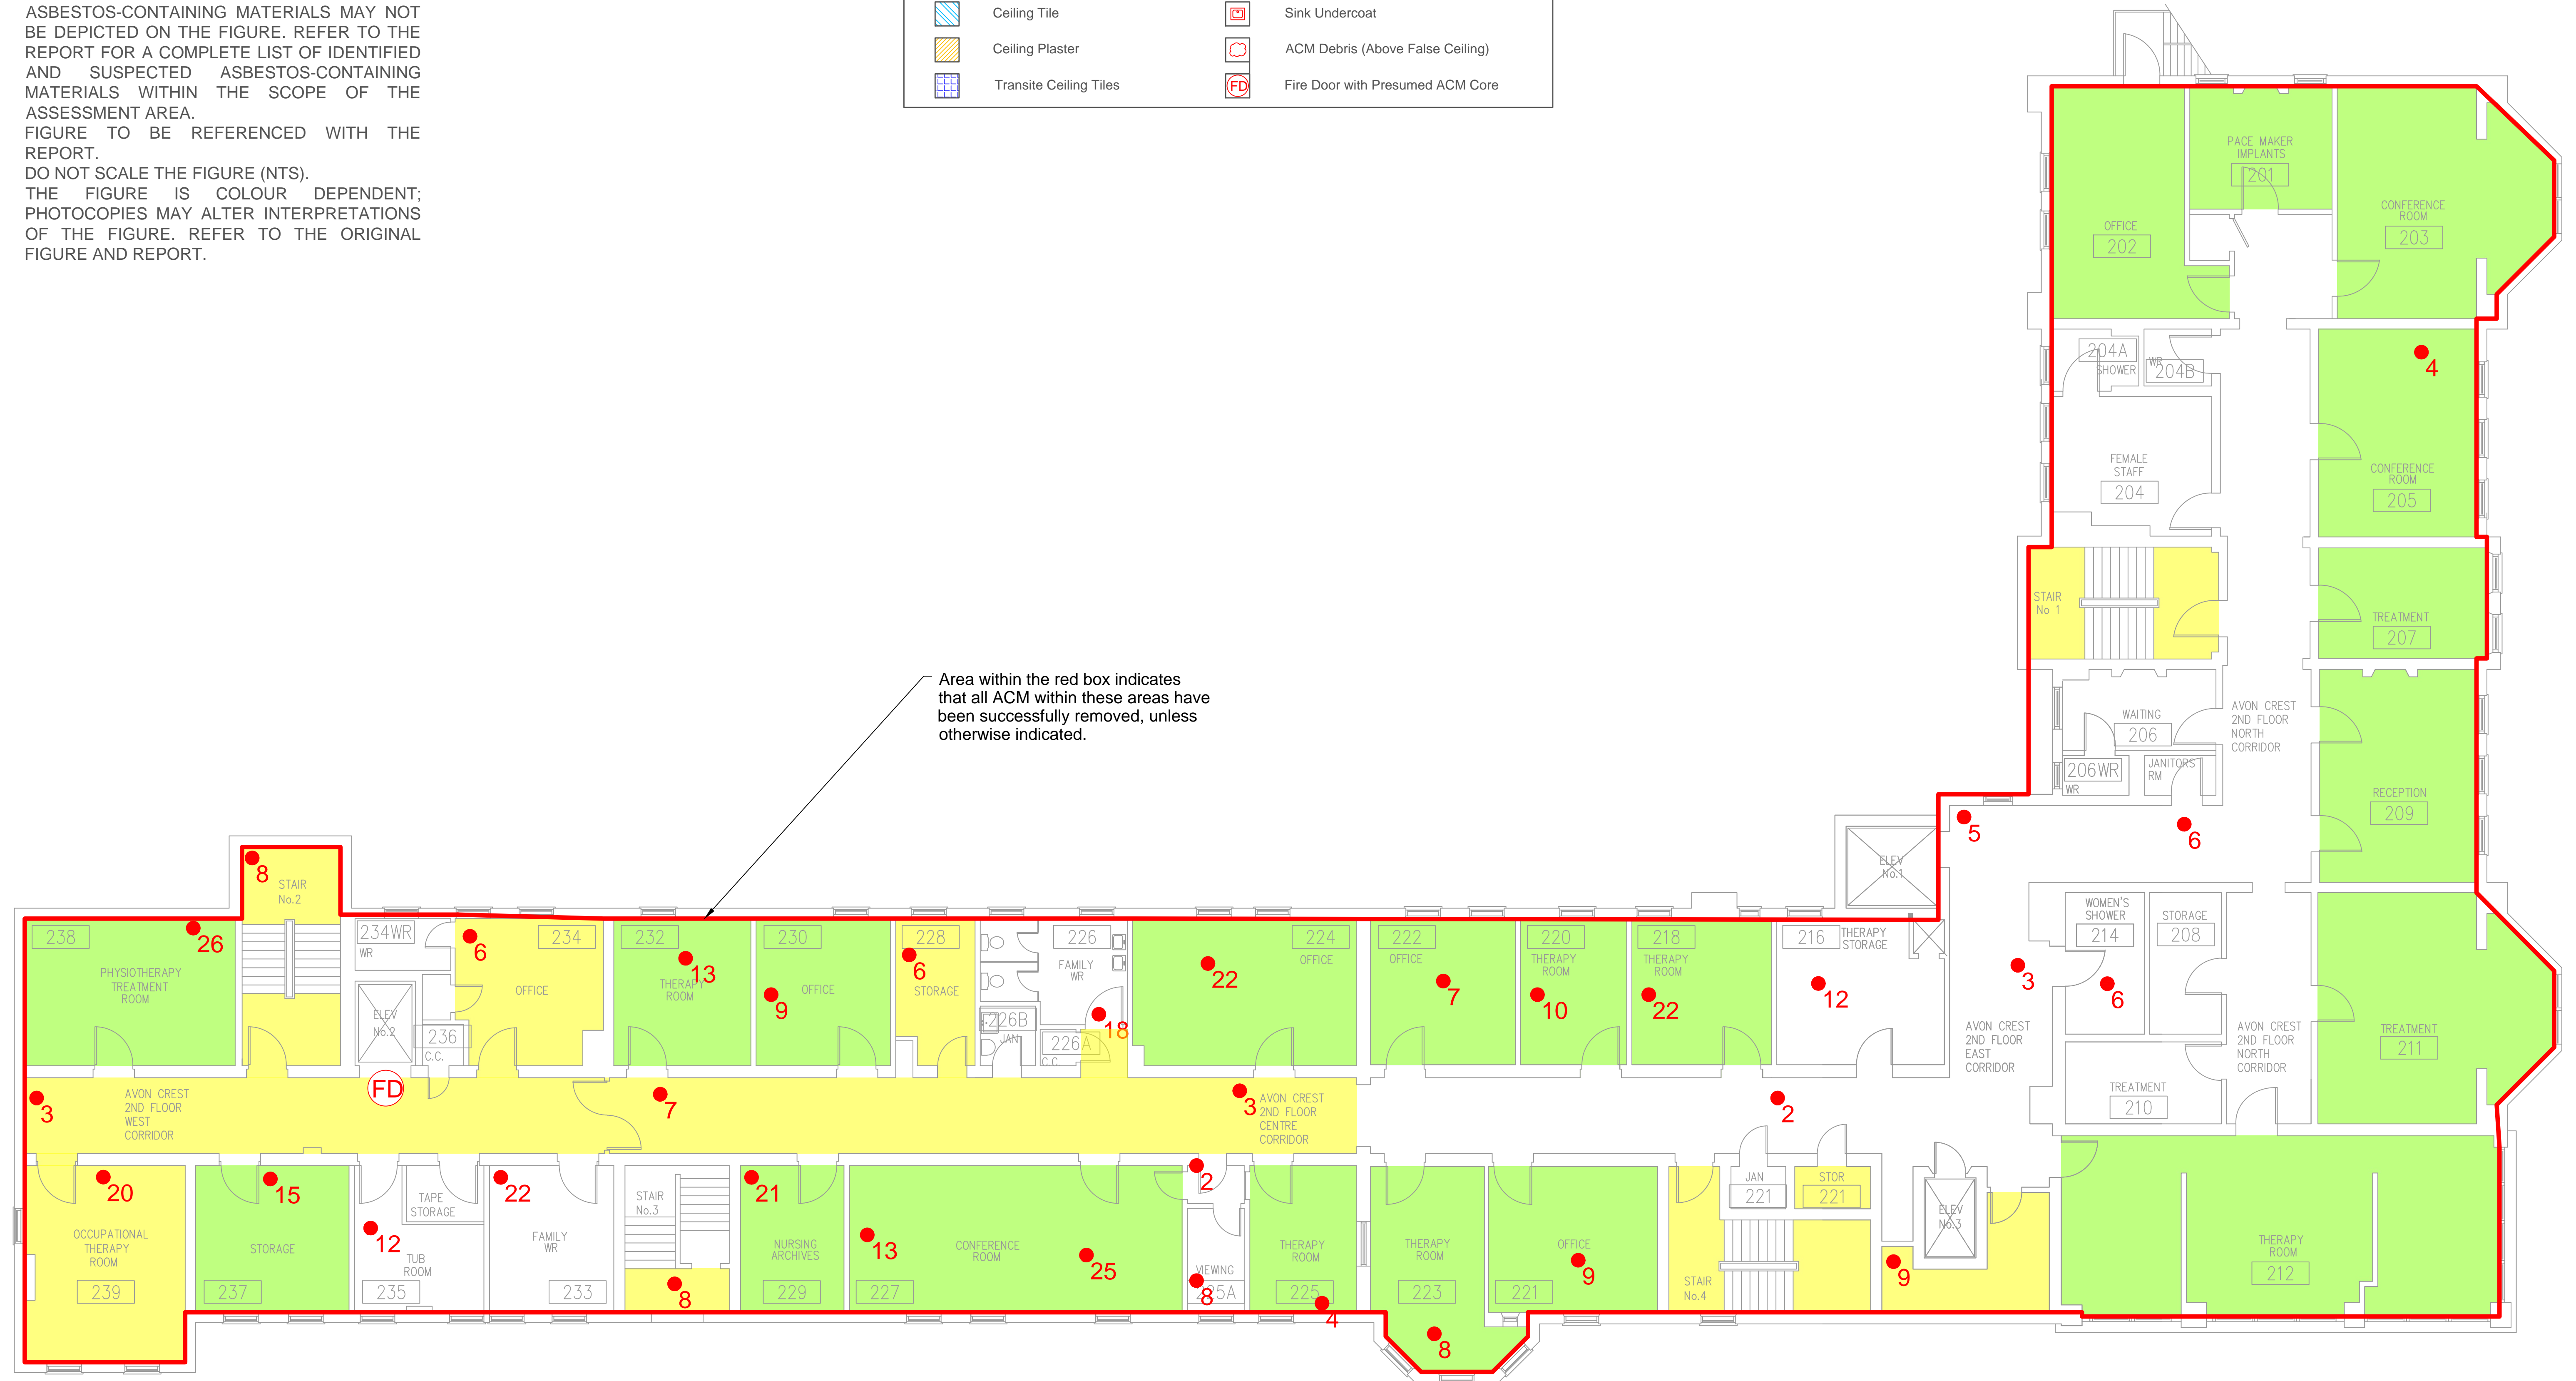 ASBESTOS-CONTAINING MATERIALS MAY NOT
BE DEPICTED ON THE FIGURE. REFER TO THE
REPORT FOR A COMPLETE LIST OF IDENTIFIED
AND SUSPECTED ASBESTOS-CONTAINING
MATERIALS WITHIN THE SCOPE OF THE
ASSESSMENT AREA.
FIGURE TO BE REFERENCED WITH THE
REPORT.
DO NOT SCALE THE FIGURE (NTS).
THE FIGURE IS COLOUR DEPENDENT;
PHOTOCOPIES MAY ALTER INTERPRETATIONS
OF THE FIGURE. REFER TO THE ORIGINAL
FIGURE AND REPORT.
Ceiling Tile
Sink Undercoat
Ceiling Plaster
ACM Debris (Above False Ceiling)
Transite Ceiling Tiles
FD
Fire Door with Presumed ACM Core
PACE MAKER
IMPLANTS
201
OFFICE
202
CONFERENCE
ROOM
203
204A
SHOWER
WR
204B
4
FEMALE
STAFF
204
CONFERENCE
ROOM
205
STAIR
No 1
TREATMENT
207
WAITING
206
AVON CREST
2ND FLOOR
NORTH
CORRIDOR
206WR
WR
JANITORS
RM
RECEPTION
209
5
6
Area within the red box indicates
that all ACM within these areas have
been successfully removed, unless
otherwise indicated.
ELEV
No.1
8
STAIR
No.2
238
26
PHYSIOTHERAPY
TREATMENT
ROOM
234WR
WR
ELEV
No.2
236
C.C.
6
234
OFFICE
232
13
THERAPY
ROOM
230
9
OFFICE
228
6
STORAGE
226
FAMILY
WR
18
226B
JAN
226A
C.C.
224
OFFICE
22
222
OFFICE
7
220
THERAPY
ROOM
10
218
THERAPY
ROOM
22
216
THERAPY
STORAGE
12
3
AVON CREST
2ND FLOOR
EAST
CORRIDOR
WOMEN'S
SHOWER
214
6
STORAGE
208
AVON CREST
2ND FLOOR
NORTH
CORRIDOR
TREATMENT
211
TREATMENT
210
FD
3
AVON CREST
2ND FLOOR
WEST
CORRIDOR
7
3
AVON CREST
2ND FLOOR
CENTRE
CORRIDOR
2
20
OCCUPATIONAL
THERAPY
ROOM
239
15
STORAGE
237
TAPE
STORAGE
12
TUB
ROOM
235
22
FAMILY
WR
233
STAIR
No.3
8
21
NURSING
ARCHIVES
229
13
CONFERENCE
ROOM
25
227
2
VIEWING
225A
8
THERAPY
ROOM
225
4
THERAPY
ROOM
223
8
OFFICE
9
221
STAIR
No.4
JAN
221
STOR
221
9
ELEV
No.3
THERAPY
ROOM
212